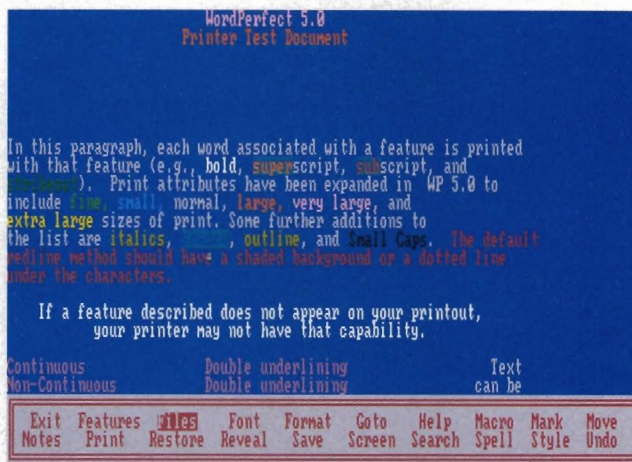 WordPerfect 5.0
Printer Test Document
In this paragraph, each word associated with a feature is printed
with that feature (e.g., bold, superscript, subscript, and
strikeout). Print attributes have been expanded in WP 5.0 to
include fine, small, normal, large, very large, and
extra large sizes of print. Some further additions to
the list are italics, outline, and Small Caps. The default
redline method should have a shaded background or a dotted line
under the characters.
If a feature described does not appear on your printout,
your printer may not have that capability.
Continuous Double underlining Text
Non-Continuous Double underlining can be
Exit Features Files Font Format Goto Help Macro Mark Move
Notes Print Restore Reveal Save Screen Search Spell Style Undo